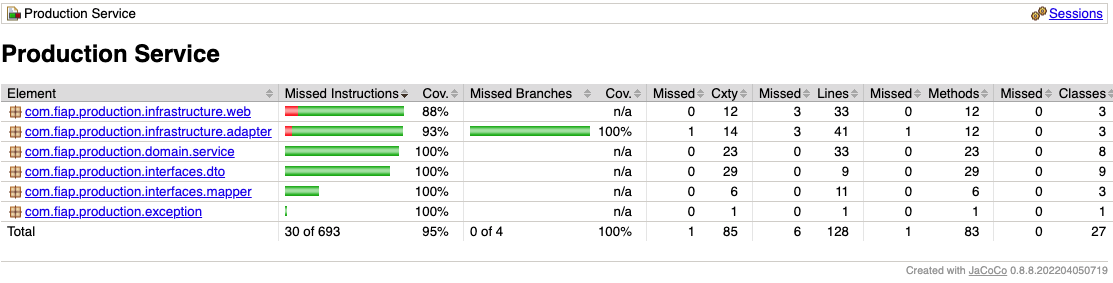 Production Service Sessions
Production Service
Element Missed Instructions Cov. Missed Branches Cov. Missed Cxty Missed Lines Missed Methods Missed Classes
com.fiap.production.infrastructure.web 88% n/a 0 12 3 33 0 12 0 3
com.fiap.production.infrastructure.adapter 93% 100% 1 14 3 41 1 12 0 3
com.fiap.production.domain.service 100% n/a 0 23 0 33 0 23 0 8
com.fiap.production.interfaces.dto 100% n/a 0 29 0 9 0 29 0 9
com.fiap.production.interfaces.mapper 100% n/a 0 6 0 11 0 6 0 3
com.fiap.production.exception 100% n/a 0 1 0 1 0 1 0 1
Total 30 of 693 95% 0 of 4 100% 1 85 6 128 1 83 0 27
Created with JaCoCo 0.8.8.202204050719